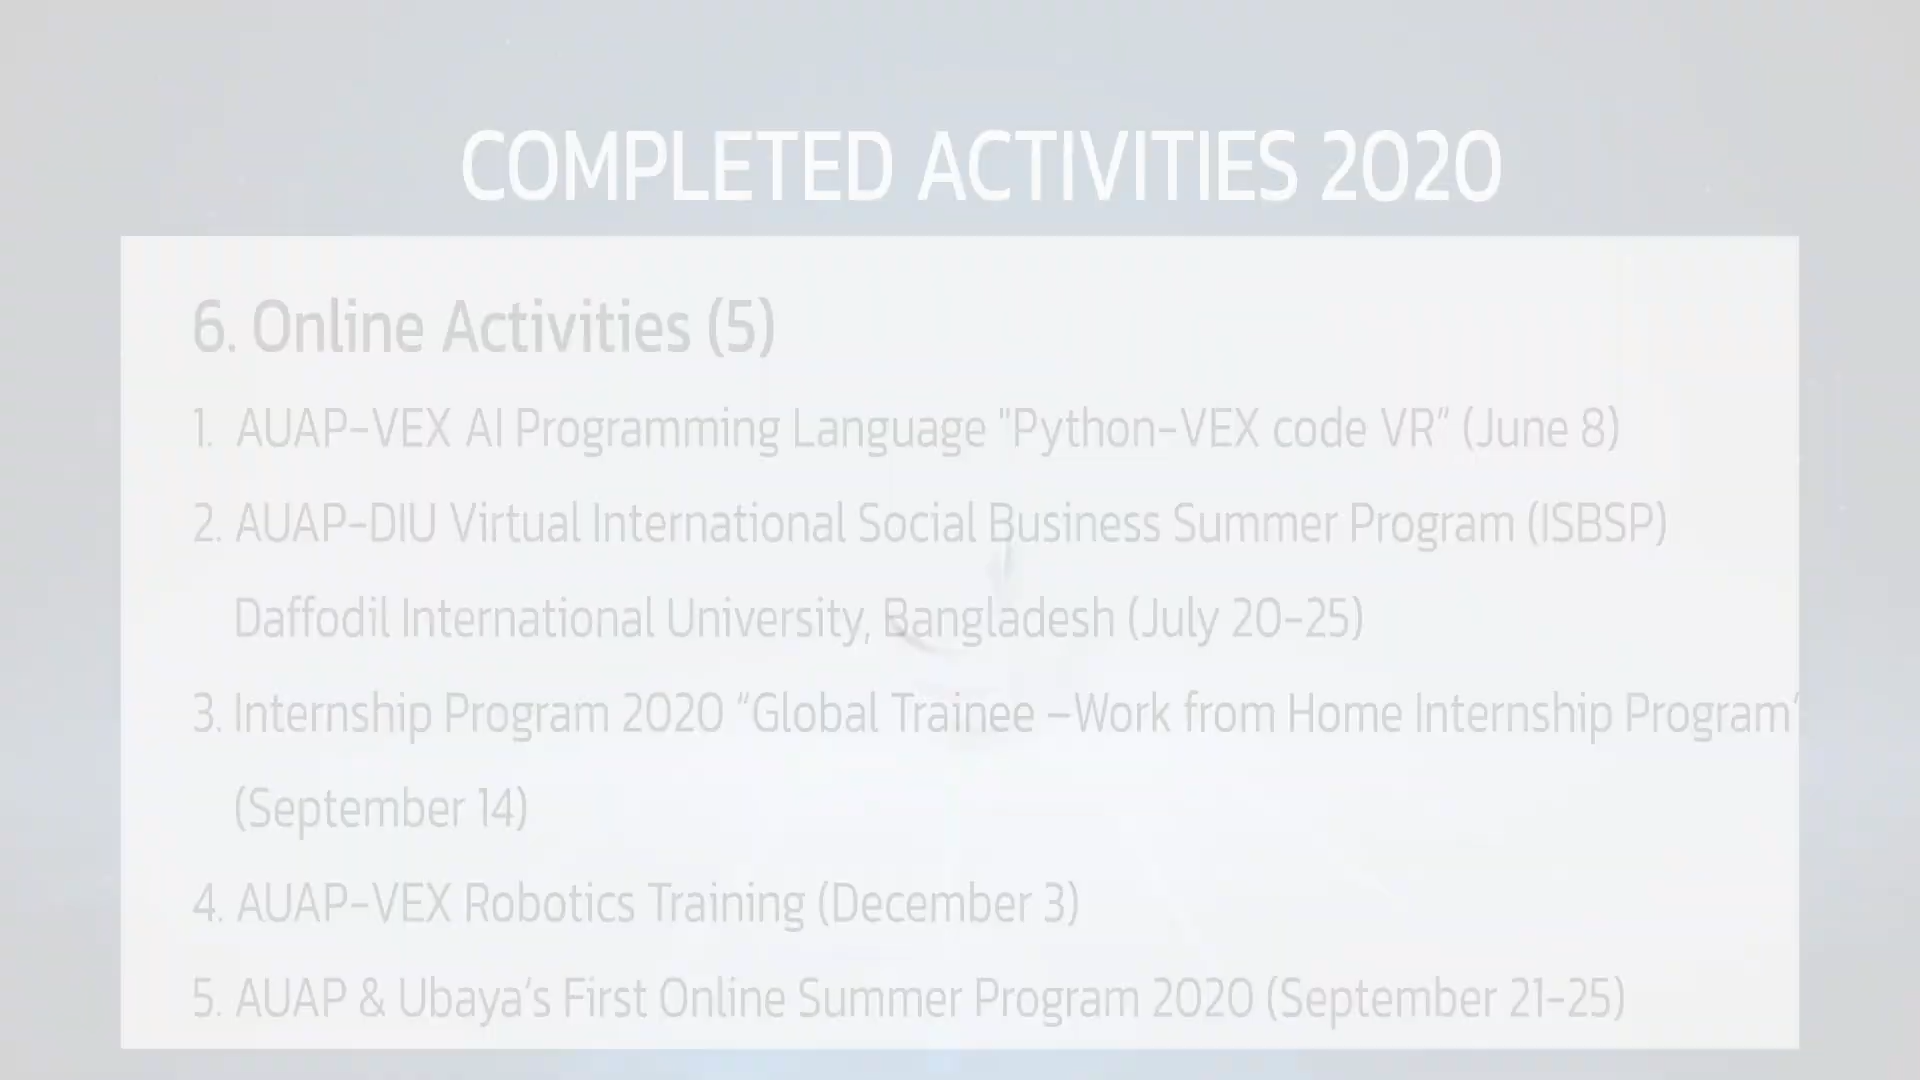 COMPLETED ACTIVITIES 2020
6. Online Activities (5)
1. AUAP-VEX AI Programming Language "Python-VEX code VR” (June 8)
2. AUAP-DIU Virtual International Social Business Summer Program (ISBSP)
Daffodil International University, Bangladesh (July 20-25)
3. Internship Program 2020 “Global Trainee –Work from Home Internship Program’
(September 14)
4. AUAP-VEX Robotics Training (December 3)
5. AUAP & Ubaya’s First Online Summer Program 2020 (September 21-25)